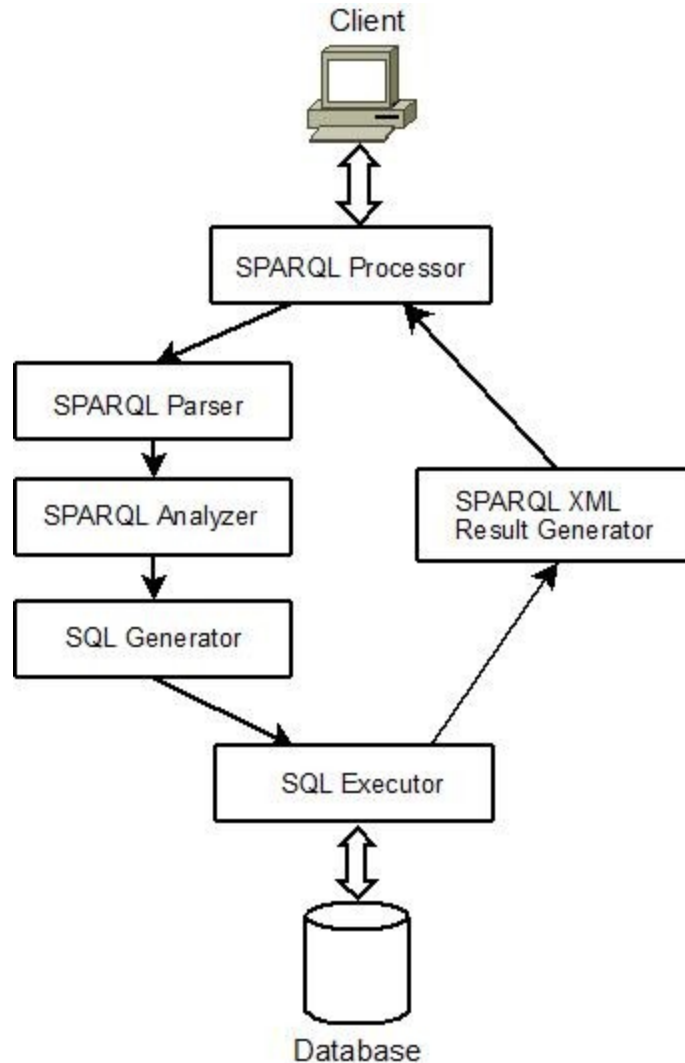 Client
SPARQL Processor
SPARQL Parser
SPARQL Analyzer
SPARQL XML
Result Generator
SQL Generator
SQL Executor
Database